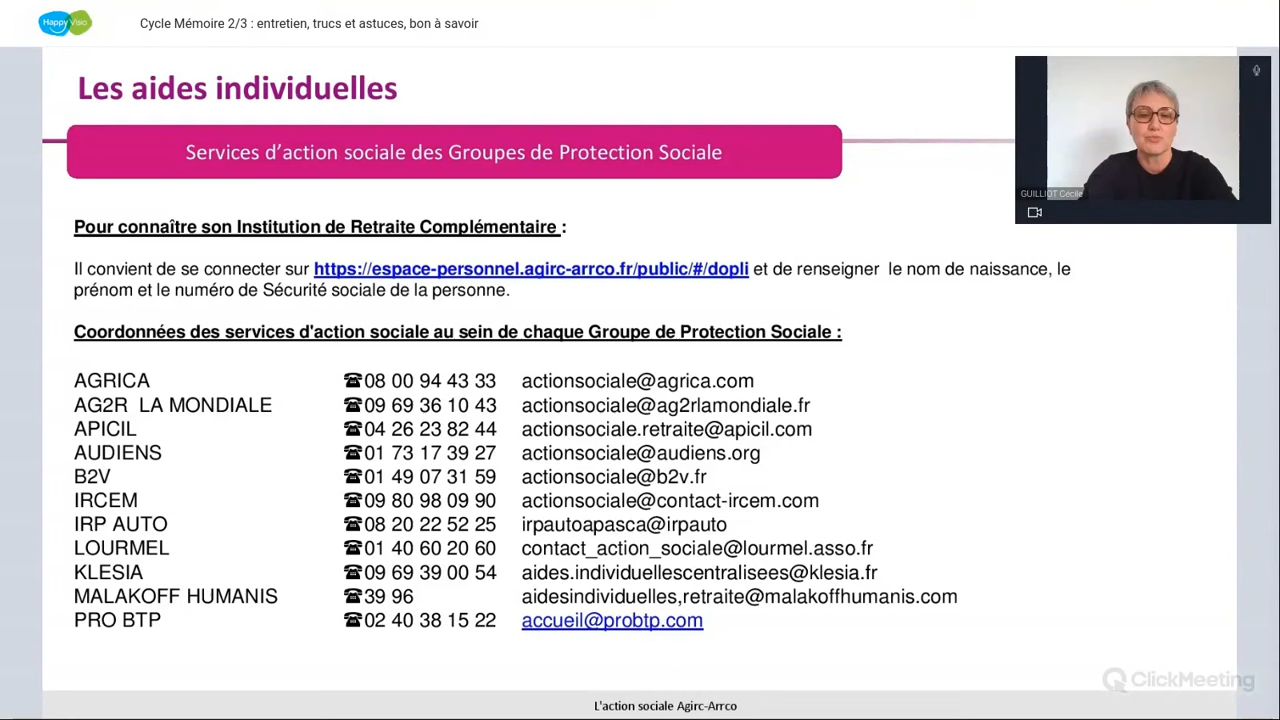 Happy Visio
Cycle Mémoire 2/3 : entretien, trucs et astuces, bon à savoir
Les aides individuelles
Services d’action sociale des Groupes de Protection Sociale
GUILLIOT Cécile
Pour connaître son Institution de Retraite Complémentaire :
Il convient de se connecter sur https://espace-personnel.agirc-arrco.fr/public/#/dopli et de renseigner le nom de naissance, le
prénom et le numéro de Sécurité sociale de la personne.
Coordonnées des services d'action sociale au sein de chaque Groupe de Protection Sociale :
AGRICA ☎08 00 94 43 33 actionsociale@agrica.com
AG2R LA MONDIALE ☎09 69 36 10 43 actionsociale@ag2rlamondiale.fr
APICIL ☎04 26 23 82 44 actionsociale.retraite@apicil.com
AUDIENS ☎01 73 17 39 27 actionsociale@audiens.org
B2V ☎01 49 07 31 59 actionsociale@b2v.fr
IRCEM ☎09 80 98 09 90 actionsociale@contact-ircem.com
IRP AUTO ☎08 20 22 52 25 irpautoapasca@irpauto
LOURMEL ☎01 40 60 20 60 contact_action_sociale@lourmel.asso.fr
KLESIA ☎09 69 39 00 54 aides.individuellescentralisees@klesia.fr
MALAKOFF HUMANIS ☎39 96 aidesindividuelles,retraite@malakoffhumanis.com
PRO BTP ☎02 40 38 15 22 accueil@probtp.com
ClickMeeting
L'action sociale Agirc-Arrco